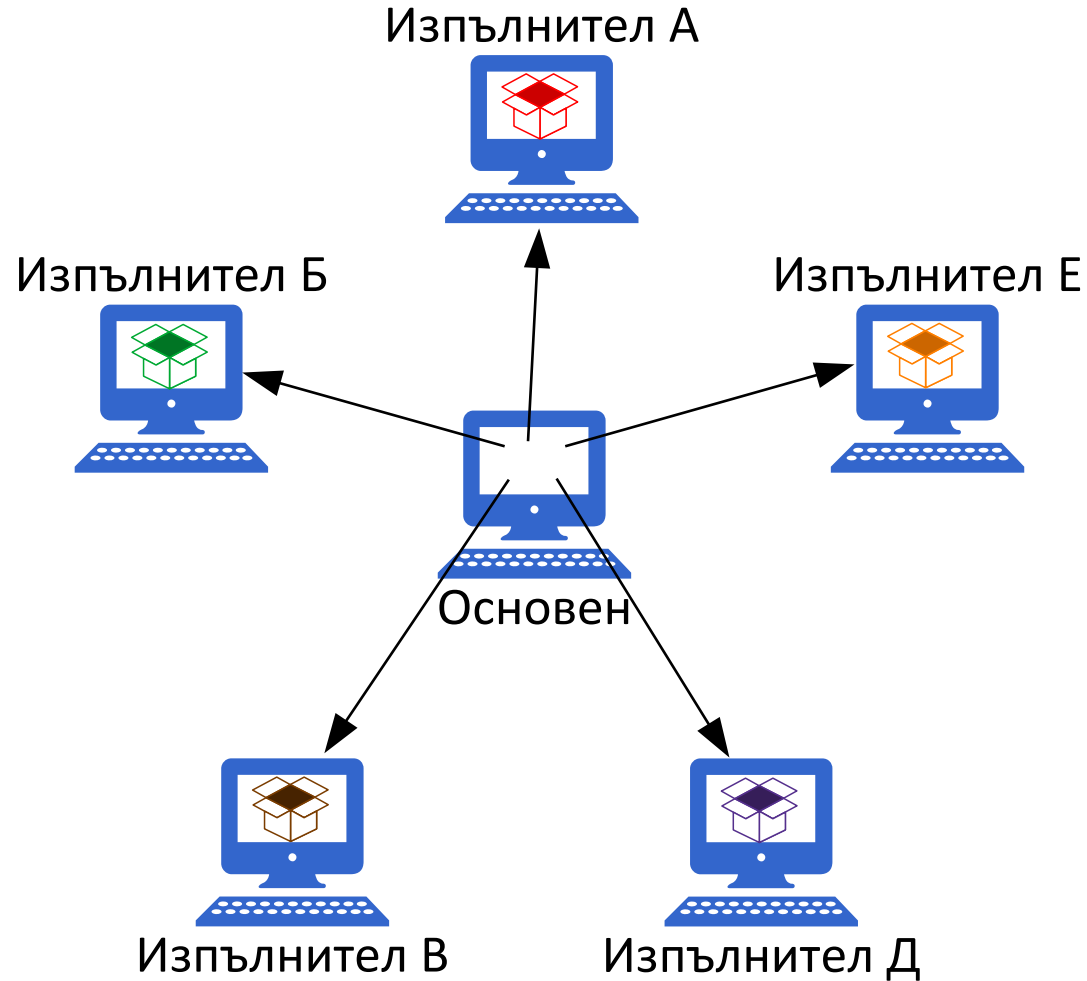 Изпълнител А
Изпълнител Б
Изпълнител Е
Основен
Изпълнител В
Изпълнител Д